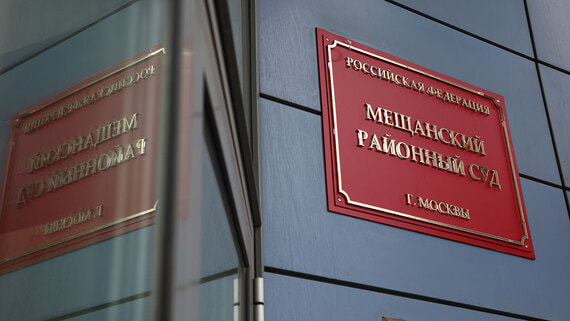 РОССИЙСКАЯ ФЕДЕРАЦИЯ
МЕЩАНСКИЙ
РАЙОННЫЙ СУД
Г. МОСКВЫ